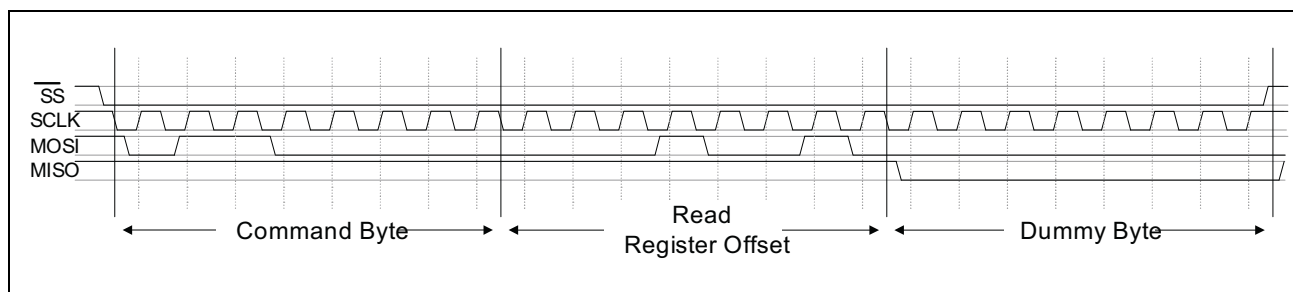 SS
SCLK
MOSI
MISO
Command Byte
Read
Register Offset
Dummy Byte